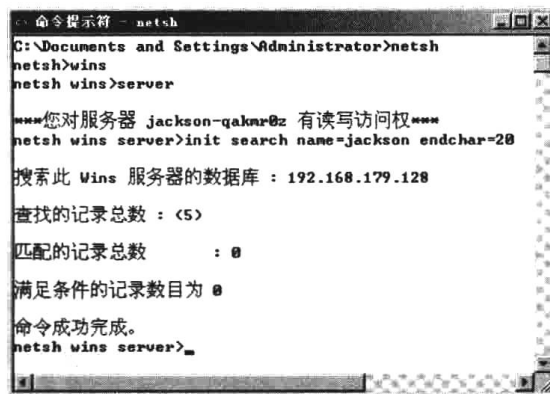 命令提示符 - netsh
C:\Documents and Settings\Administrator>netsh
netsh>wins
netsh wins>server
***您对服务器 jackson-qakmr0z 有读写访问权***
netsh wins server>init search name=jackson endchar=20
搜索此 Wins 服务器的数据库 : 192.168.179.128
查找的记录总数 : (5)
匹配的记录总数 : 0
满足条件的记录数目为 0
命令成功完成。
netsh wins server>_